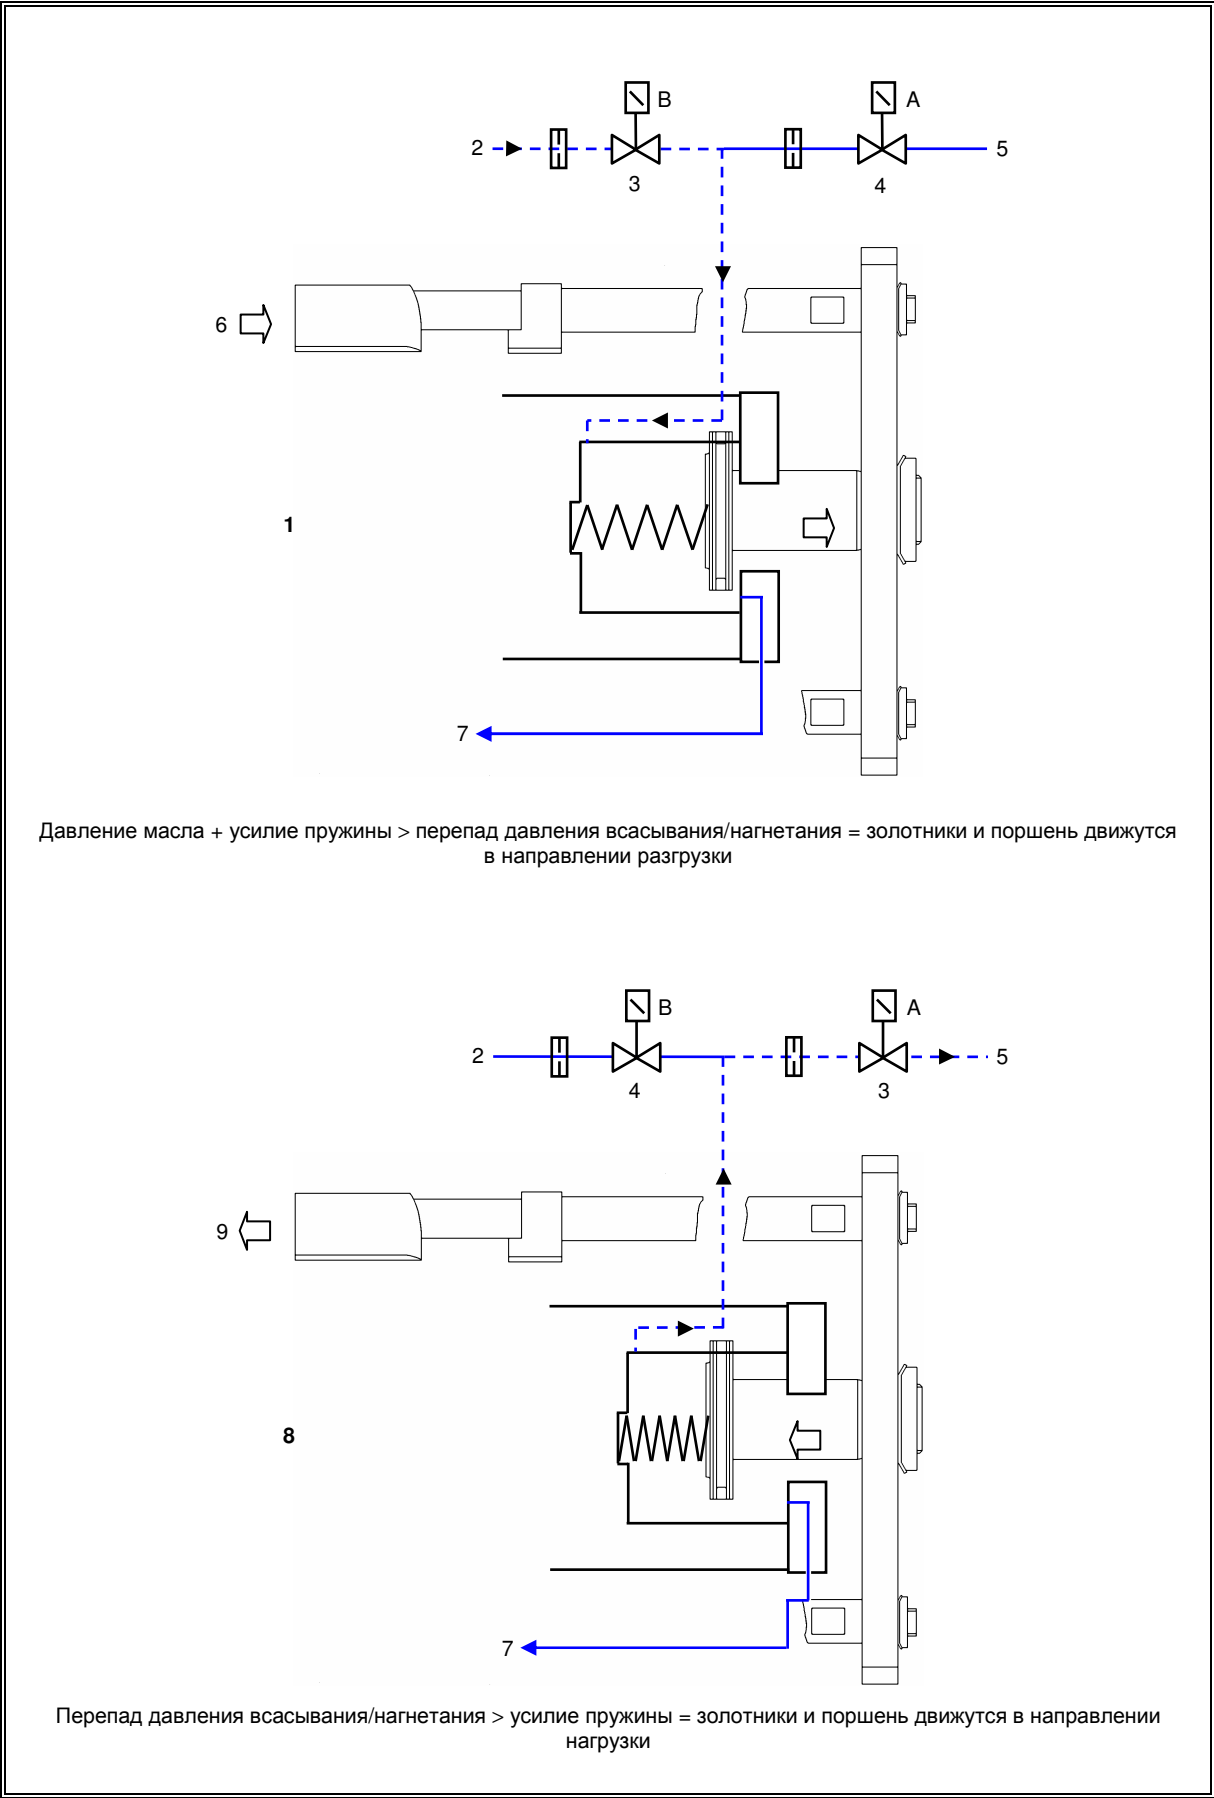 B
A
2
5
3
4
6
1
7
Давление масла + усилие пружины > перепад давления всасывания/нагнетания = золотники и поршень движутся
в направлении разгрузки
B
A
2
5
4
3
9
8
7
Перепад давления всасывания/нагнетания > усилие пружины = золотники и поршень движутся в направлении
нагрузки